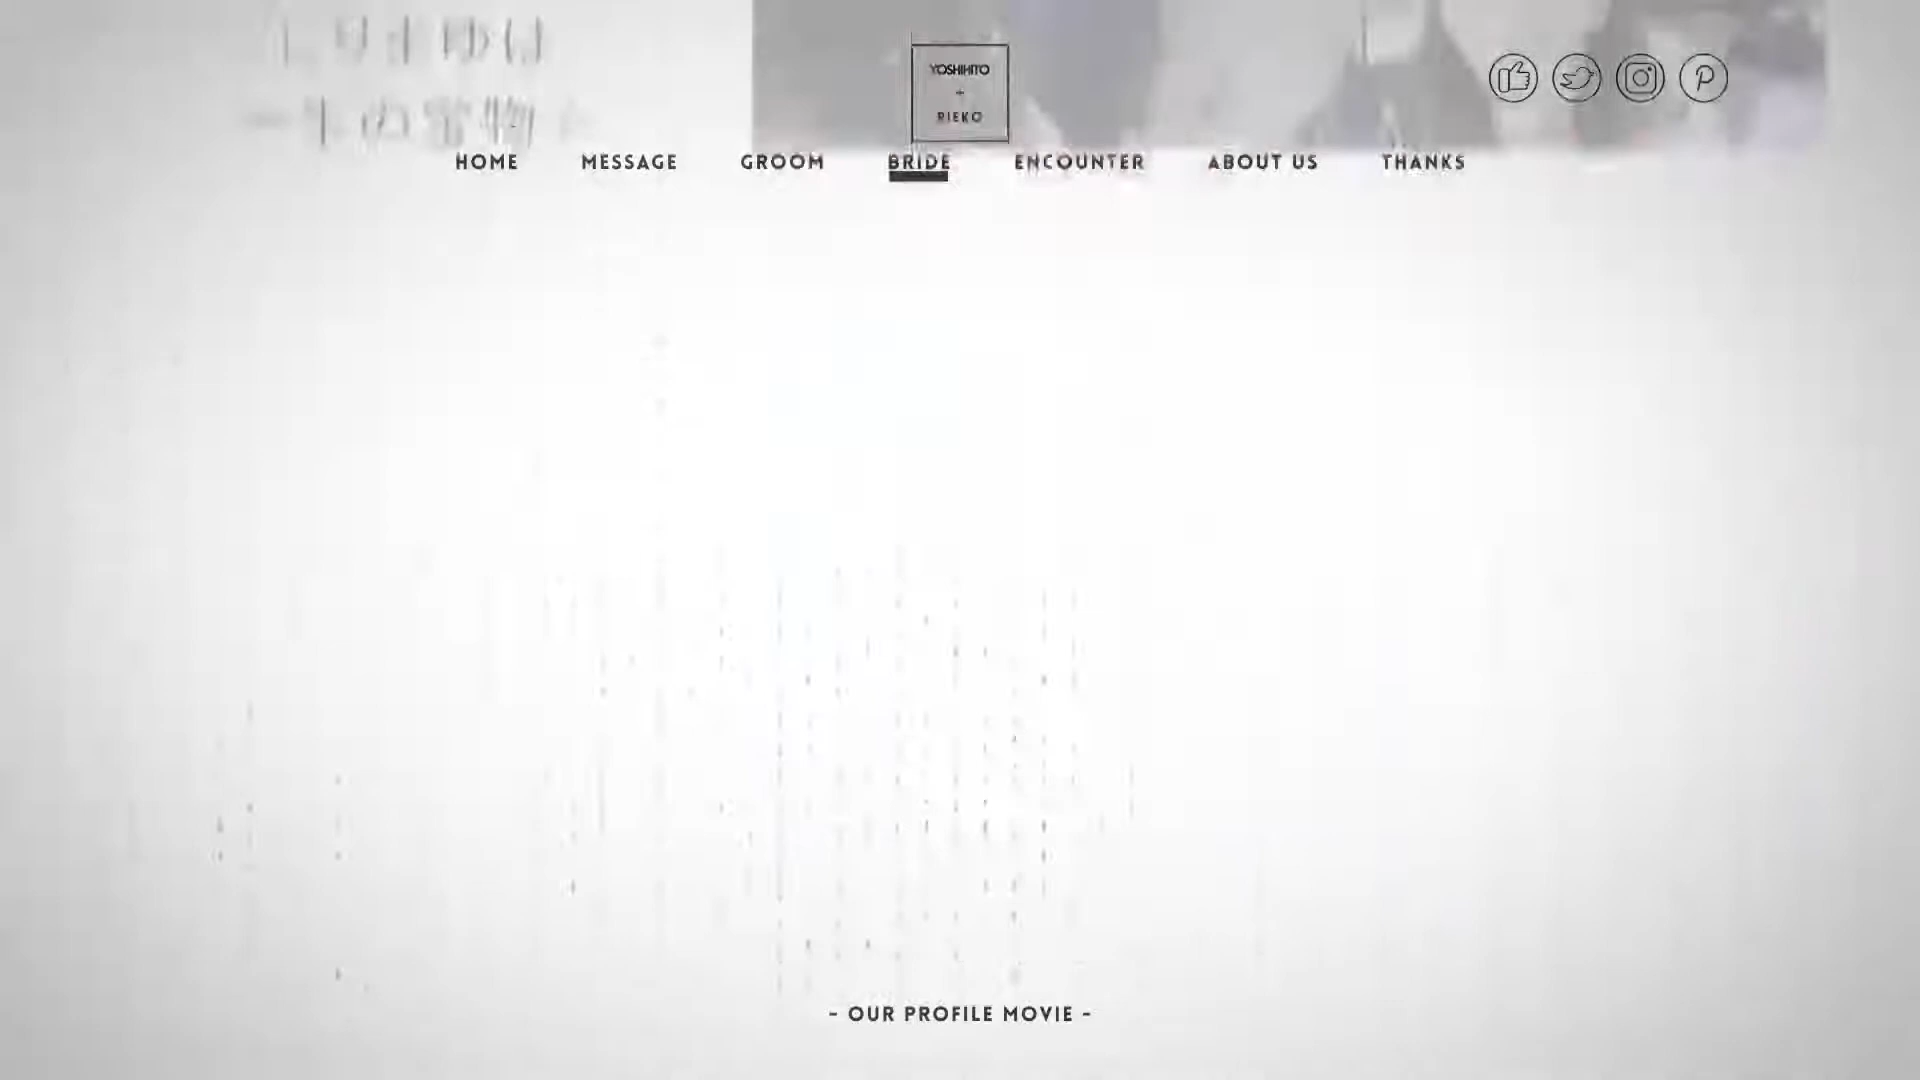 YOSHIHITO
+
RIEKO
HOME MESSAGE GROOM BRIDE ENCOUNTER ABOUT US THANKS
- OUR PROFILE MOVIE -